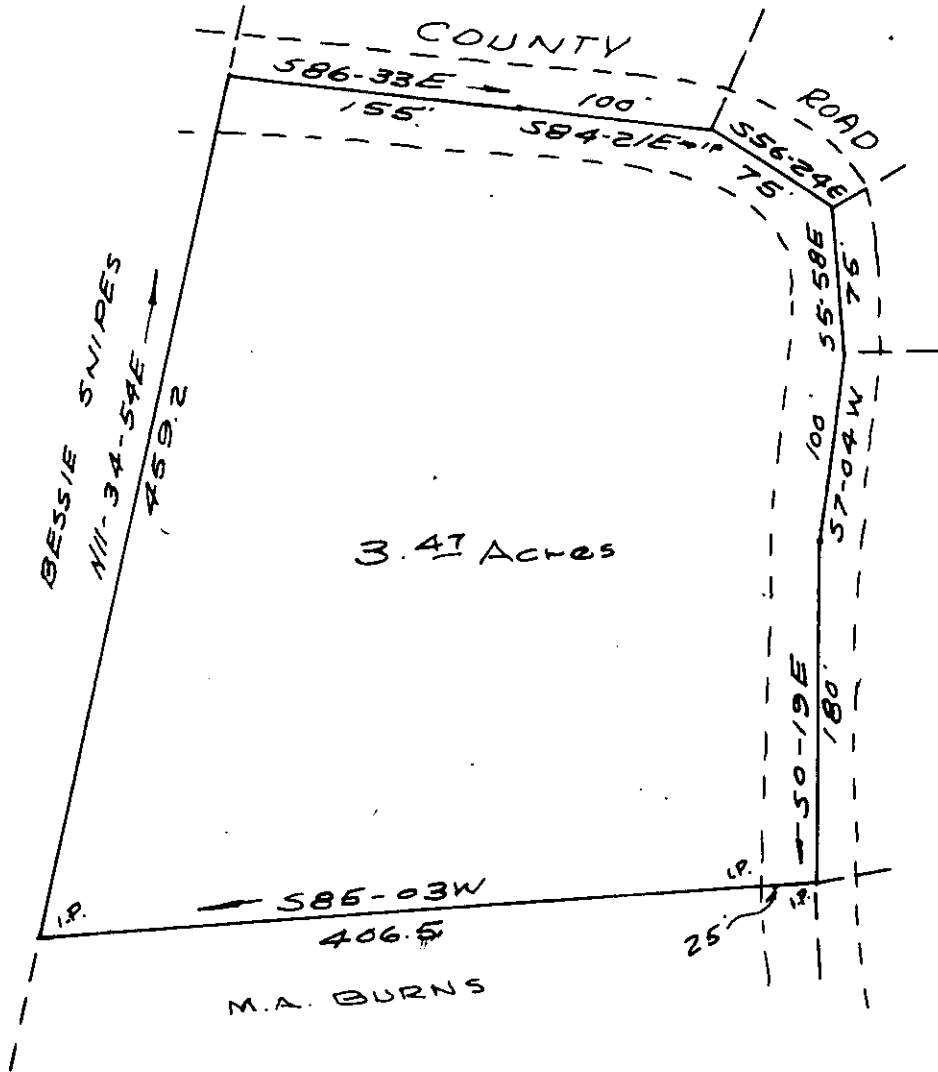 COUNTY
ROAD
S86-33E
155'
100'
S84-21E
S56-24E
75'
S5-58E
75
100'
S7-04W
S0-19E
180'
BESSIE SNIPES
N11-34-54E
459.2
3.47 Acres
S85-03W
406.5
I.P.
I.P.
I.P.
25'
M.A. BURNS